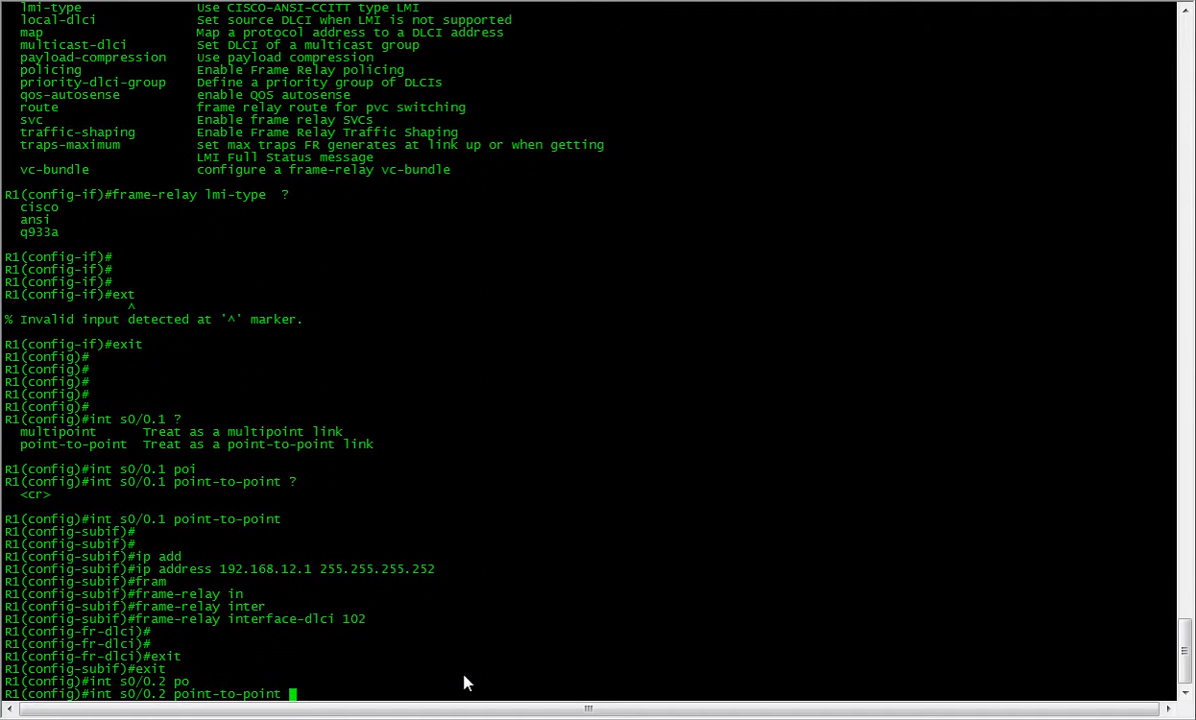 lmi-type Use CISCO-ANSI-CCITT type LMI
local-dlci Set source DLCI when LMI is not supported
map Map a protocol address to a DLCI address
multicast-dlci Set DLCI of a multicast group
payload-compression Use payload compression
policing Enable Frame Relay policing
priority-dlci-group Define a priority group of DLCIs
qos-autosense enable QOS autosense
route frame relay route for pvc switching
svc Enable frame relay SVCs
traffic-shaping Enable Frame Relay Traffic Shaping
traps-maximum set max traps FR generates at link up or when getting
LMI Full Status message
vc-bundle configure a frame-relay vc-bundle
R1(config-if)#frame-relay lmi-type ?
cisco
ansi
q933a
R1(config-if)#
R1(config-if)#
R1(config-if)#
R1(config-if)#ext
^
% Invalid input detected at '^' marker.
R1(config-if)#exit
R1(config)#
R1(config)#
R1(config)#
R1(config)#
R1(config)#
R1(config)#int s0/0.1 ?
multipoint Treat as a multipoint link
point-to-point Treat as a point-to-point link
R1(config)#int s0/0.1 poi
R1(config)#int s0/0.1 point-to-point ?
<cr>
R1(config)#int s0/0.1 point-to-point
R1(config-subif)#
R1(config-subif)#
R1(config-subif)#ip add
R1(config-subif)#ip address 192.168.12.1 255.255.255.252
R1(config-subif)#fram
R1(config-subif)#frame-relay in
R1(config-subif)#frame-relay inter
R1(config-subif)#frame-relay interface-dlci 102
R1(config-fr-dlci)#
R1(config-fr-dlci)#
R1(config-fr-dlci)#exit
R1(config-subif)#exit
R1(config)#int s0/0.2 po
R1(config)#int s0/0.2 point-to-point